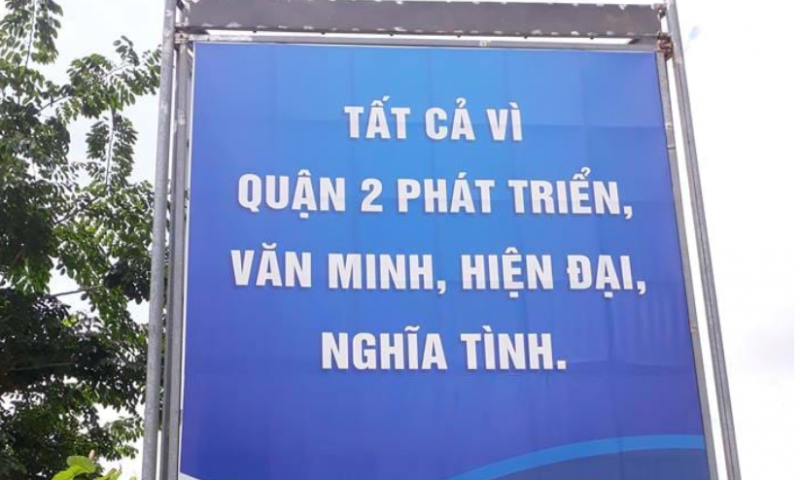 TẤT CẢ VÌ
QUẬN 2 PHÁT TRIỂN,
VĂN MINH, HIỆN ĐẠI,
NGHĨA TÌNH.